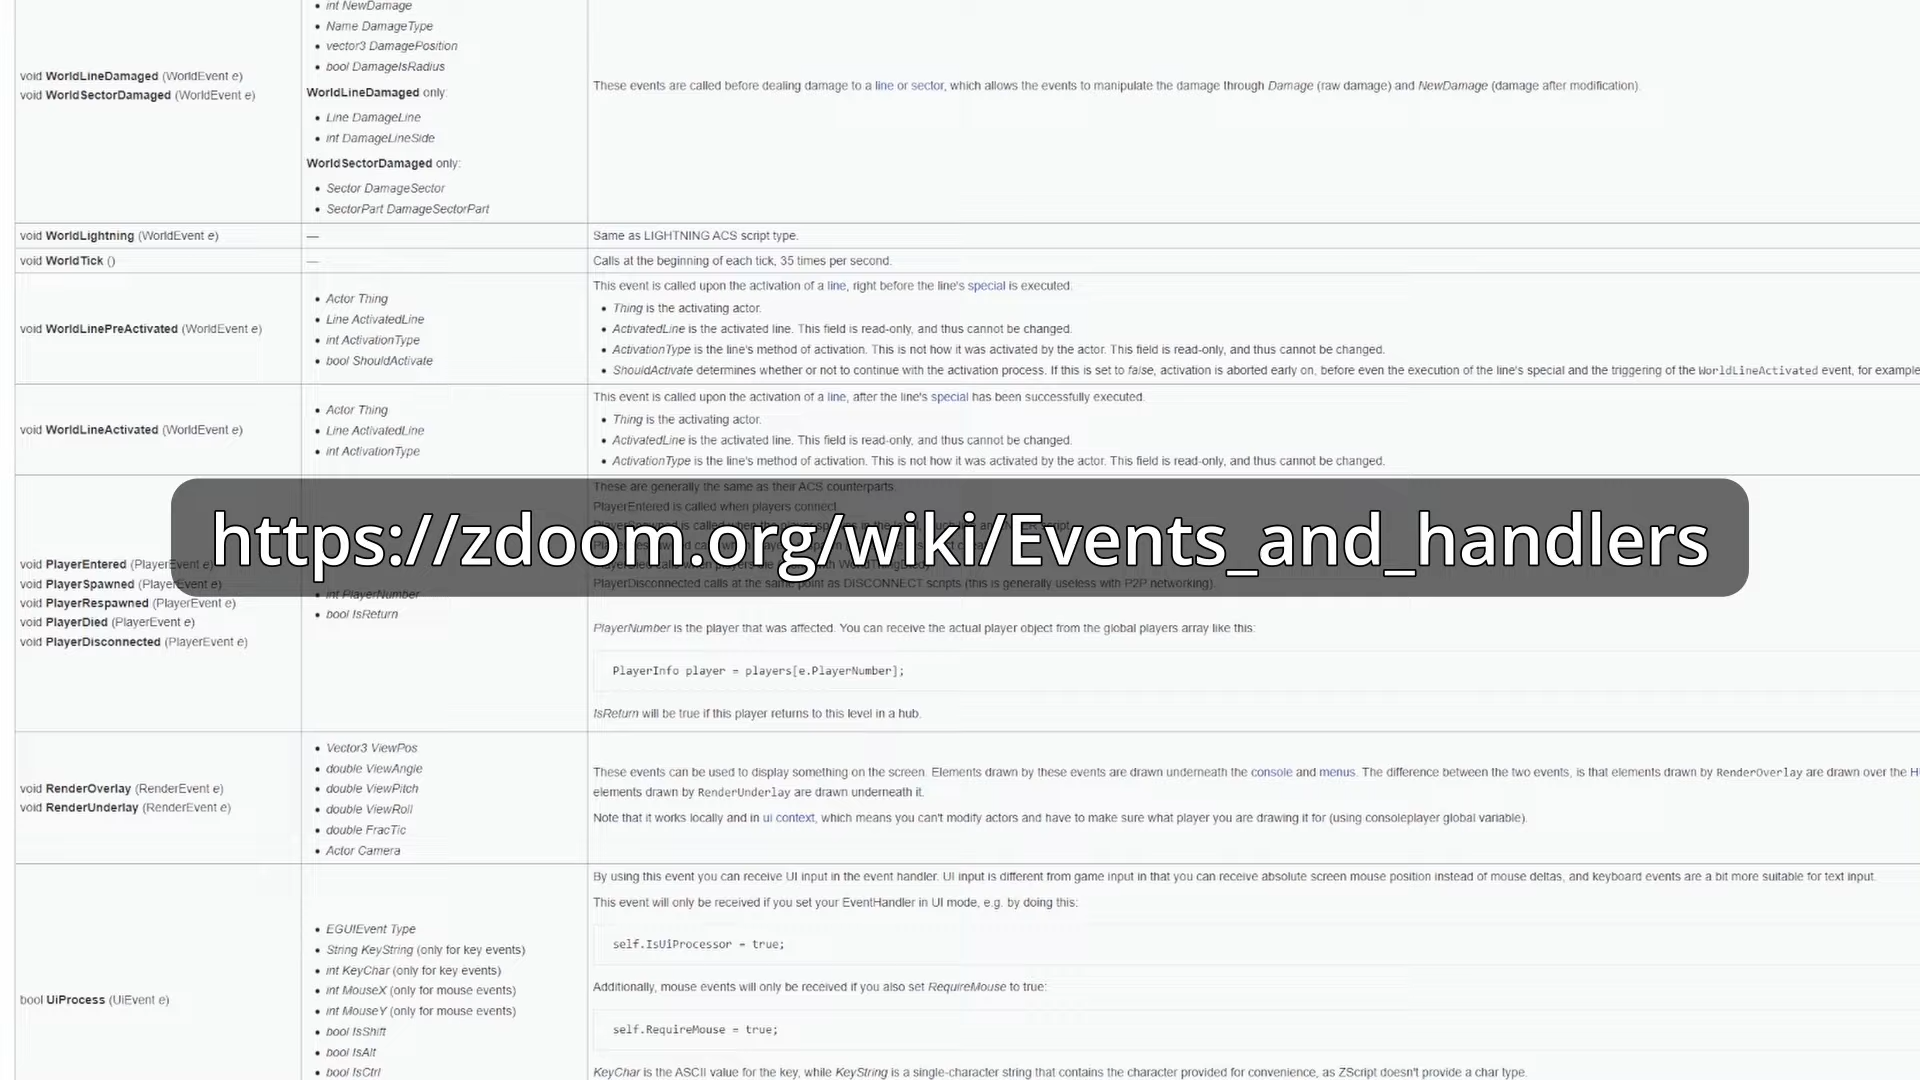 • int NewDamage
• Name DamageType
• vector3 DamagePosition
• bool DamageIsRadius
WorldLineDamaged only:
• Line DamageLine
• int DamageLineSide
WorldSectorDamaged only:
• Sector DamageSector
• SectorPart DamageSectorPart
void WorldLineDamaged (WorldEvent e)
void WorldSectorDamaged (WorldEvent e)
These events are called before dealing damage to a line or sector, which allows the events to manipulate the damage through Damage (raw damage) and NewDamage (damage after modification).
void WorldLightning (WorldEvent e)
—
Same as LIGHTNING ACS script type.
void WorldTick ()
—
Calls at the beginning of each tick, 35 times per second.
void WorldLinePreActivated (WorldEvent e)
• Actor Thing
• Line ActivatedLine
• int ActivationType
• bool ShouldActivate
This event is called upon the activation of a line, right before the line's special is executed.
• Thing is the activating actor.
• ActivatedLine is the activated line. This field is read-only, and thus cannot be changed.
• ActivationType is the line's method of activation. This is not how it was activated by the actor. This field is read-only, and thus cannot be changed.
• ShouldActivate determines whether or not to continue with the activation process. If this is set to false, activation is aborted early on, before even the execution of the line's special and the triggering of the WorldLineActivated event, for example
void WorldLineActivated (WorldEvent e)
• Actor Thing
• Line ActivatedLine
• int ActivationType
This event is called upon the activation of a line, after the line's special has been successfully executed.
• Thing is the activating actor.
• ActivatedLine is the activated line. This field is read-only, and thus cannot be changed.
• ActivationType is the line's method of activation. This is not how it was activated by the actor. This field is read-only, and thus cannot be changed.
https://zdoom.org/wiki/Events_and_handlers
void PlayerEntered (PlayerEvent e)
void PlayerSpawned (PlayerEvent e)
void PlayerRespawned (PlayerEvent e)
void PlayerDied (PlayerEvent e)
void PlayerDisconnected (PlayerEvent e)
• int PlayerNumber
• bool IsReturn
These are generally the same as their ACS counterparts.
PlayerEntered is called when players connect
PlayerDisconnected calls at the same point as DISCONNECT scripts (this is generally useless with P2P networking).
PlayerNumber is the player that was affected. You can receive the actual player object from the global players array like this:
PlayerInfo player = players[e.PlayerNumber];
IsReturn will be true if this player returns to this level in a hub.
void RenderOverlay (RenderEvent e)
void RenderUnderlay (RenderEvent e)
• Vector3 ViewPos
• double ViewAngle
• double ViewPitch
• double ViewRoll
• double FracTic
• Actor Camera
These events can be used to display something on the screen. Elements drawn by these events are drawn underneath the console and menus. The difference between the two events, is that elements drawn by RenderOverlay are drawn over the
elements drawn by RenderUnderlay are drawn underneath it.
Note that it works locally and in ui context, which means you can't modify actors and have to make sure what player you are drawing it for (using consoleplayer global variable).
bool UiProcess (UiEvent e)
• EGUIEvent Type
• String KeyString (only for key events)
• int KeyChar (only for key events)
• int MouseX (only for mouse events)
• int MouseY (only for mouse events)
• bool IsShift
• bool IsAlt
• bool IsCtrl
By using this event you can receive UI input in the event handler. UI input is different from game input in that you can receive absolute screen mouse position instead of mouse deltas, and keyboard events are a bit more suitable for text input.
This event will only be received if you set your EventHandler in UI mode, e.g. by doing this:
self.IsUiProcessor = true;
Additionally, mouse events will only be received if you also set RequireMouse to true:
self.RequireMouse = true;
KeyChar is the ASCII value for the key, while KeyString is a single-character string that contains the character provided for convenience, as ZScript doesn't provide a char type.